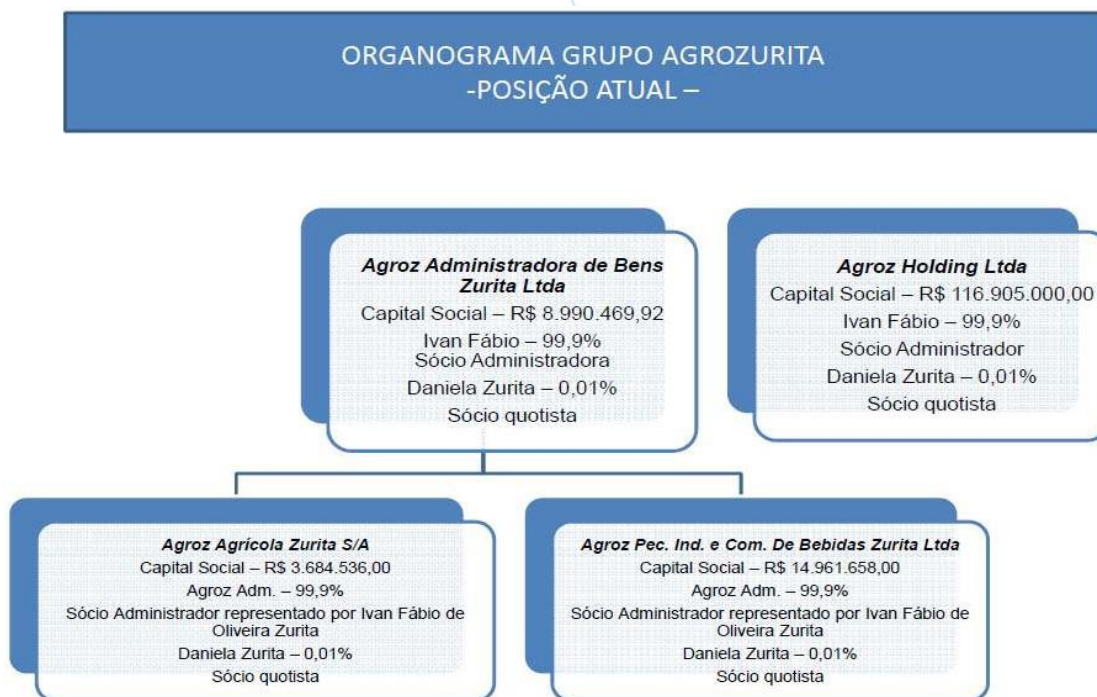 ORGANOGRAMA GRUPO AGROZURITA
-POSIÇÃO ATUAL –
Agroz Administradora de Bens
Zurita Ltda
Capital Social – R$ 8.990.469,92
Ivan Fábio – 99,9%
Sócio Administradora
Daniela Zurita – 0,01%
Sócio quotista
Agroz Holding Ltda
Capital Social – R$ 116.905.000,00
Ivan Fábio – 99,9%
Sócio Administrador
Daniela Zurita – 0,01%
Sócio quotista
Agroz Agrícola Zurita S/A
Capital Social – R$ 3.684.536,00
Agroz Adm. – 99,9%
Sócio Administrador representado por Ivan Fábio de
Oliveira Zurita
Daniela Zurita – 0,01%
Sócio quotista
Agroz Pec. Ind. e Com. De Bebidas Zurita Ltda
Capital Social – R$ 14.961.658,00
Agroz Adm. – 99,9%
Sócio Administrador representado por Ivan Fábio de
Oliveira Zurita
Daniela Zurita – 0,01%
Sócio quotista